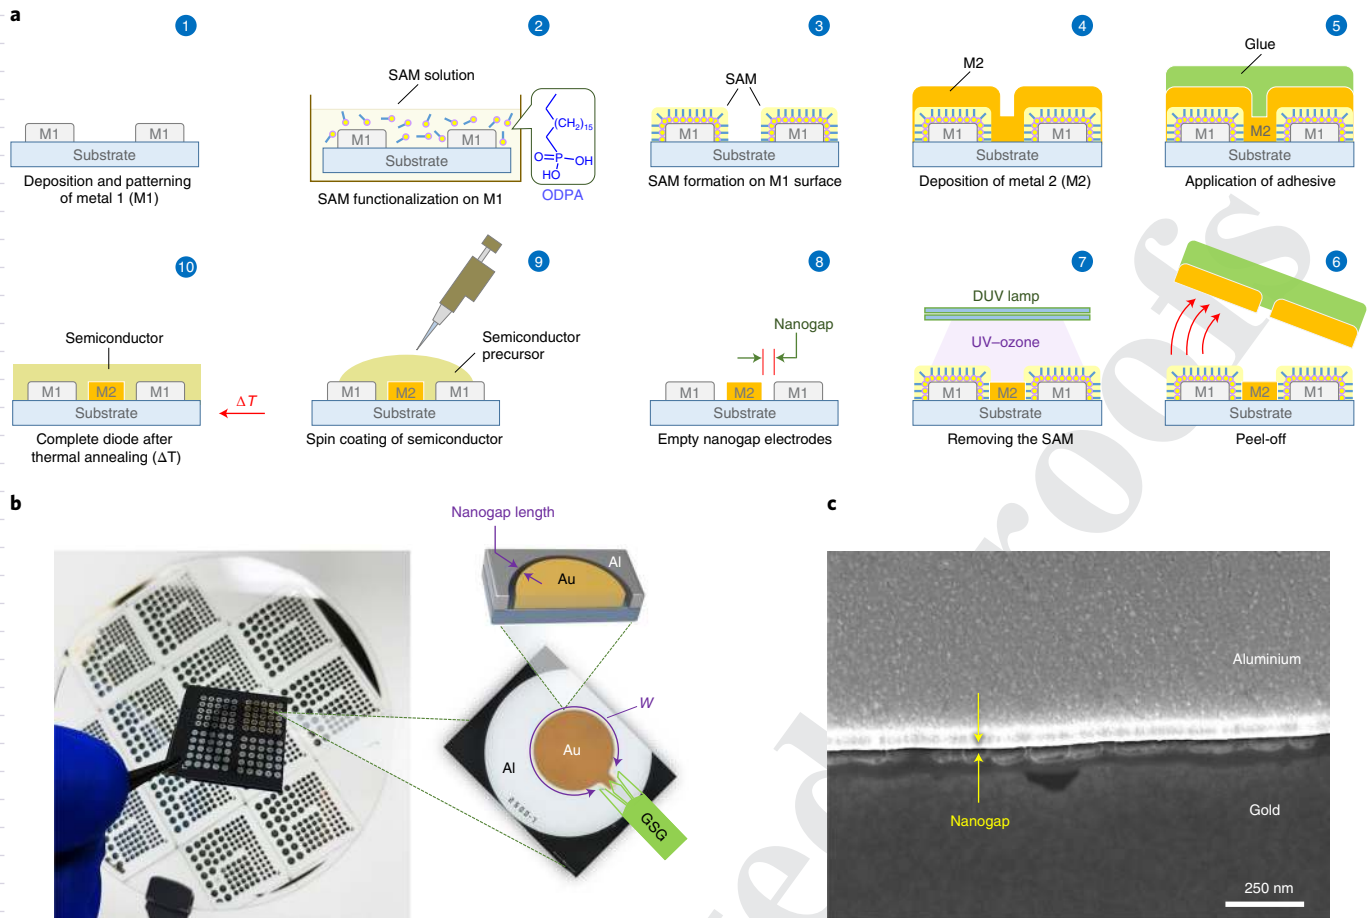 a
1
M1
M1
Substrate
Deposition and patterning
of metal 1 (M1)
2
SAM solution
M1
M1
Substrate
SAM functionalization on M1
(CH₂)₁₅
O=P–OH
HO
ODPA
3
SAM
M1
M1
Substrate
SAM formation on M1 surface
4
M2
M1
M1
Substrate
Deposition of metal 2 (M2)
5
Glue
M1
M2
M1
Substrate
Application of adhesive
10
Semiconductor
M1
M2
M1
Substrate
Complete diode after
thermal annealing (ΔT)
ΔT
9
Semiconductor
precursor
M1
M2
M1
Substrate
Spin coating of semiconductor
8
Nanogap
M1
M2
M1
Substrate
Empty nanogap electrodes
7
DUV lamp
UV–ozone
M1
M2
M1
Substrate
Removing the SAM
6
M1
M2
M1
Substrate
Peel-off
b
Nanogap length
Al
Au
W
Au
Al
GSG
c
Aluminium
Nanogap
Gold
250 nm